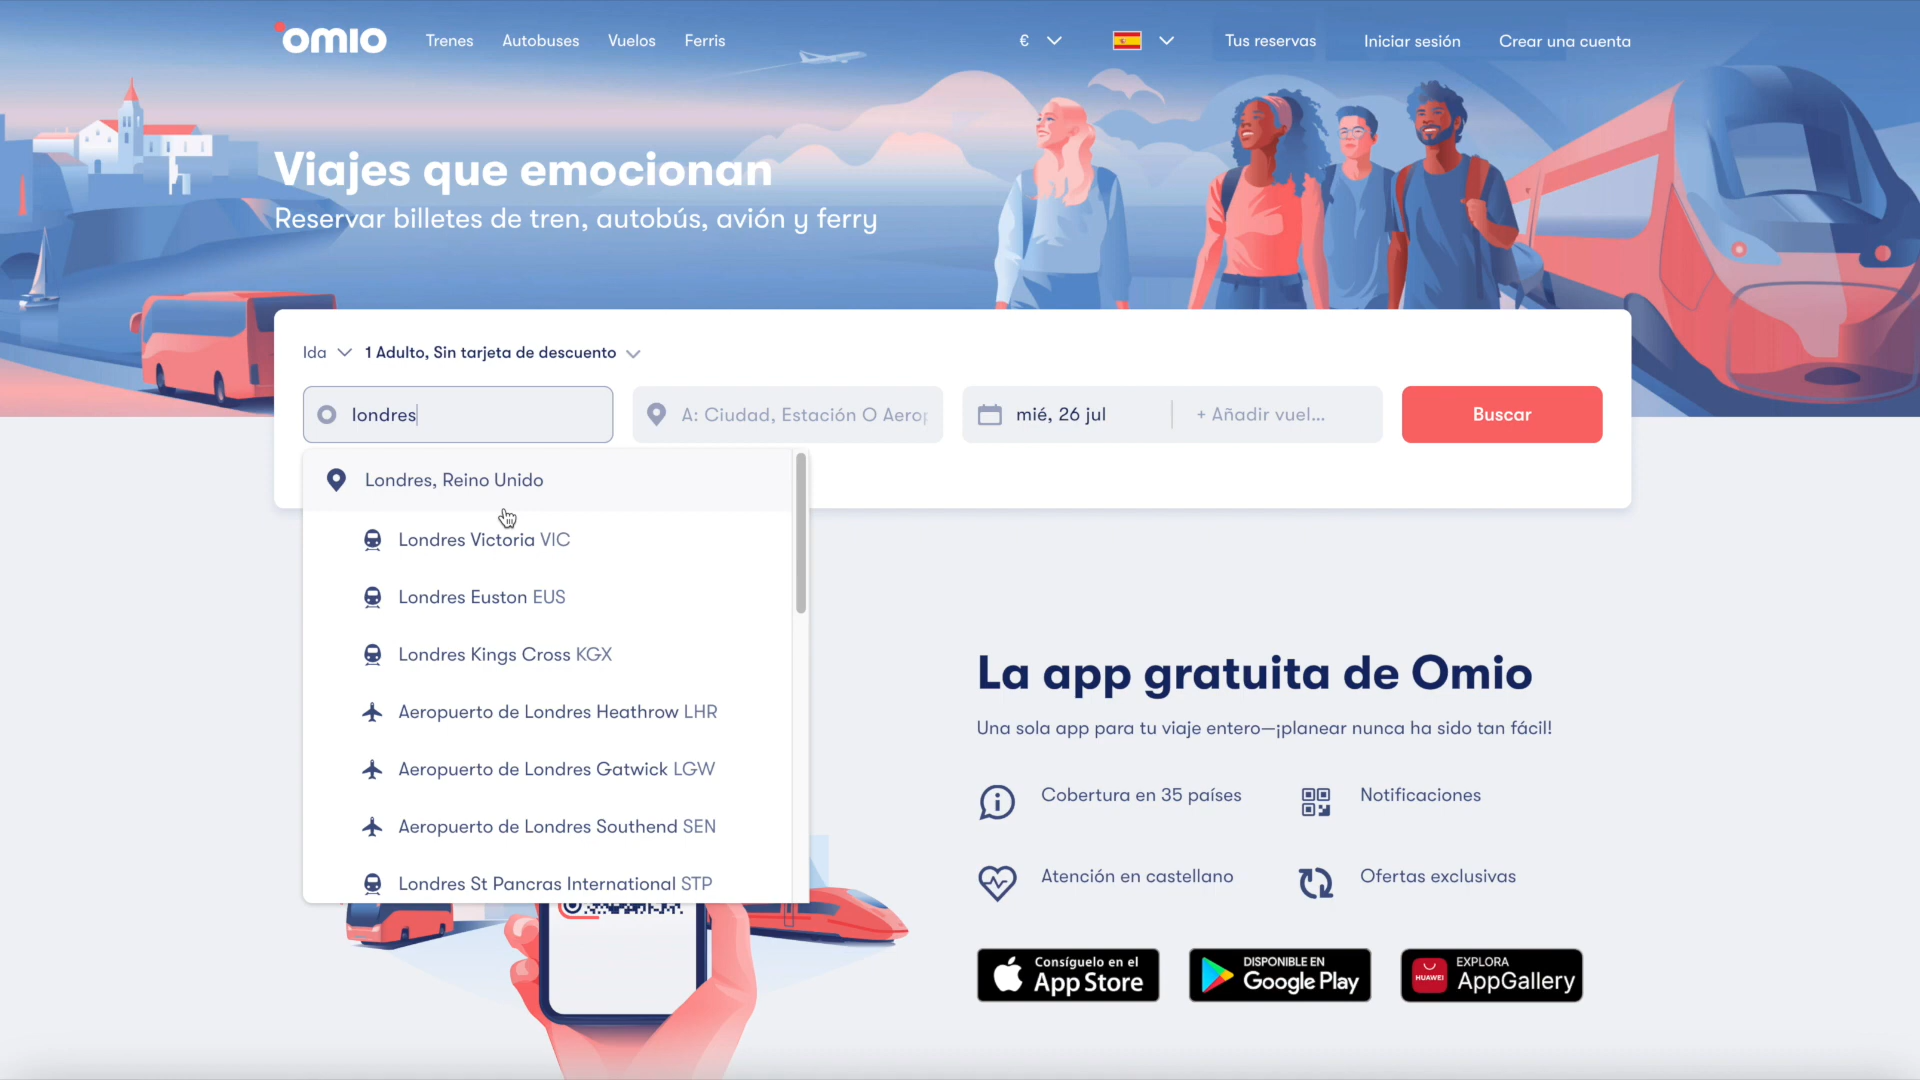 omio
Trenes
Autobuses
Vuelos
Ferris
€
Tus reservas
Iniciar sesión
Crear una cuenta
Viajes que emocionan
Reservar billetes de tren, autobús, avión y ferry
Ida
1 Adulto, Sin tarjeta de descuento
londres
A: Ciudad, Estación O Aerop
mié, 26 jul
+ Añadir vuel...
Buscar
Londres, Reino Unido
Londres Victoria VIC
Londres Euston EUS
Londres Kings Cross KGX
Aeropuerto de Londres Heathrow LHR
Aeropuerto de Londres Gatwick LGW
Aeropuerto de Londres Southend SEN
Londres St Pancras International STP
La app gratuita de Omio
Una sola app para tu viaje entero—¡planear nunca ha sido tan fácil!
Cobertura en 35 países
Notificaciones
Atención en castellano
Ofertas exclusivas
Consíguelo en el
App Store
DISPONIBLE EN
Google Play
HUAWEI
EXPLORA
AppGallery